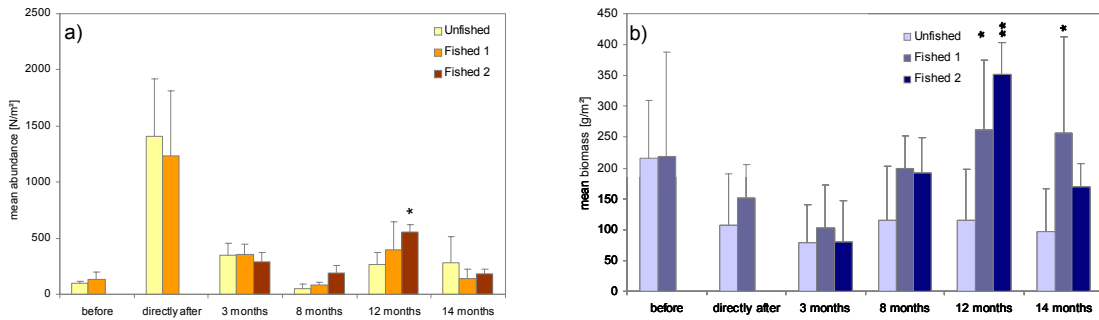 a)
Unfished
Fished 1
Fished 2
mean abundance [N/m²]
2500
2000
1500
1000
500
0
*
before directly after 3 months 8 months 12 months 14 months
b)
Unfished
Fished 1
Fished 2
mean biomass [g/m²]
450
400
350
300
250
200
150
100
50
0
* ** *
before directly after 3 months 8 months 12 months 14 months